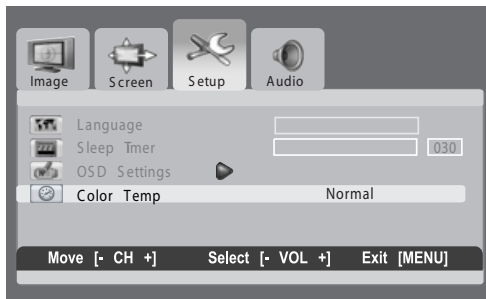 Image Screen Setup Audio
Language
Sleep Timer 030
OSD Settings
Color Temp Normal
Move [- CH +] Select [- VOL +] Exit [MENU]